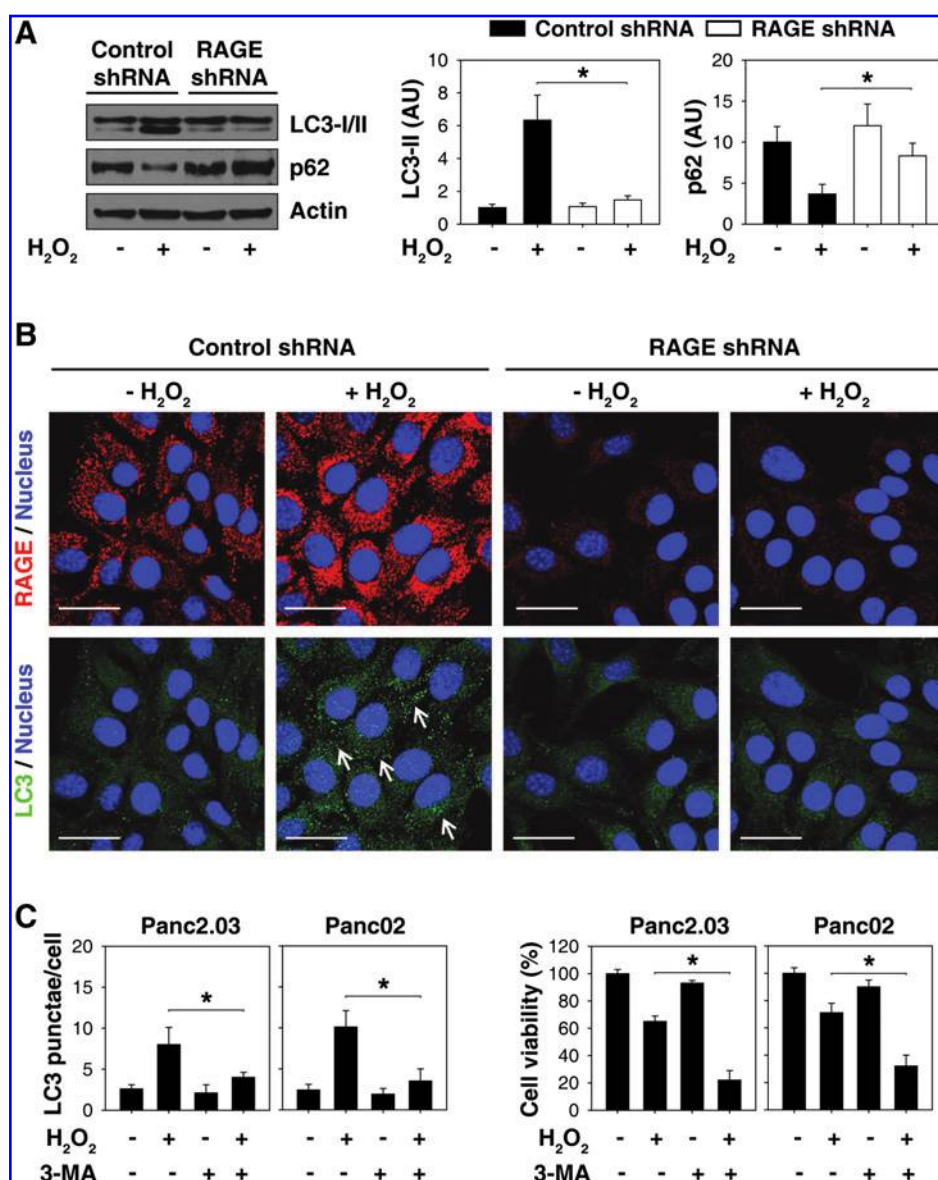 A
Control shRNA
RAGE shRNA
LC3-I/II
p62
Actin
H₂O₂ - + - +
Control shRNA RAGE shRNA
LC3-II (AU)
8
6
4
2
0
*
H₂O₂ - + - +
p62 (AU)
20
15
10
5
0
*
H₂O₂ - + - +
B
Control shRNA RAGE shRNA
- H₂O₂ + H₂O₂ - H₂O₂ + H₂O₂
RAGE / Nucleus
LC3 / Nucleus
C
Panc2.03 Panc02
LC3 punctae/cell
20
15
10
5
0
* *
H₂O₂ - + - + - + - +
3-MA - - + + - - + +
Panc2.03 Panc02
Cell viability (%)
120
100
80
60
40
20
0
* *
H₂O₂ - + - + - + - +
3-MA - - + + - - + +